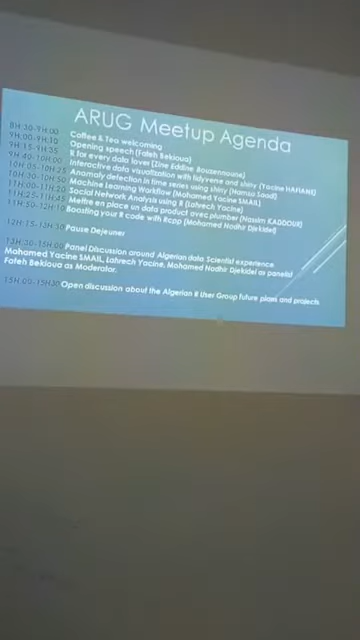 ARUG Meetup Agenda
8H:30-9H:00 Coffee & Tea welcoming
9H:00-9H:10 Opening speech (Fateh Bekioua)
9H:15-9H:35 R for every data lover (Zine Eddine Bouzennoune)
9H:40-10H:00 Interactive data visualization with tidyverse and shiny (Yacine HAFIANE)
10H:05-10H:25 Anomaly detection in time series using shiny (Hamou Saadi)
10H:30-10H:50 Machine Learning Workflow (Mohamed Yacine SMAIL)
11H:00-11H:20 Social Network Analysis using R (Lahrech Yacine)
11H:25-11H:45 Mettre en place un data product avec plumber (Nassim KADDOUR)
11H:50-12H:10 Boosting your R code with Rcpp (Mohamed Nadhir Djekidel)
12H:15-12H:30 Pause Dejeuner
13H:30-15H:00 Panel Discussion around Algerian data Scientist experience
Mohamed Yacine SMAIL, Lahrech Yacine, Mohamed Nadhir Djekidel as panelist
Fateh Bekioua as Moderator.
15H:00-15H30 Open discussion about the Algerian R User Group future plans and projects